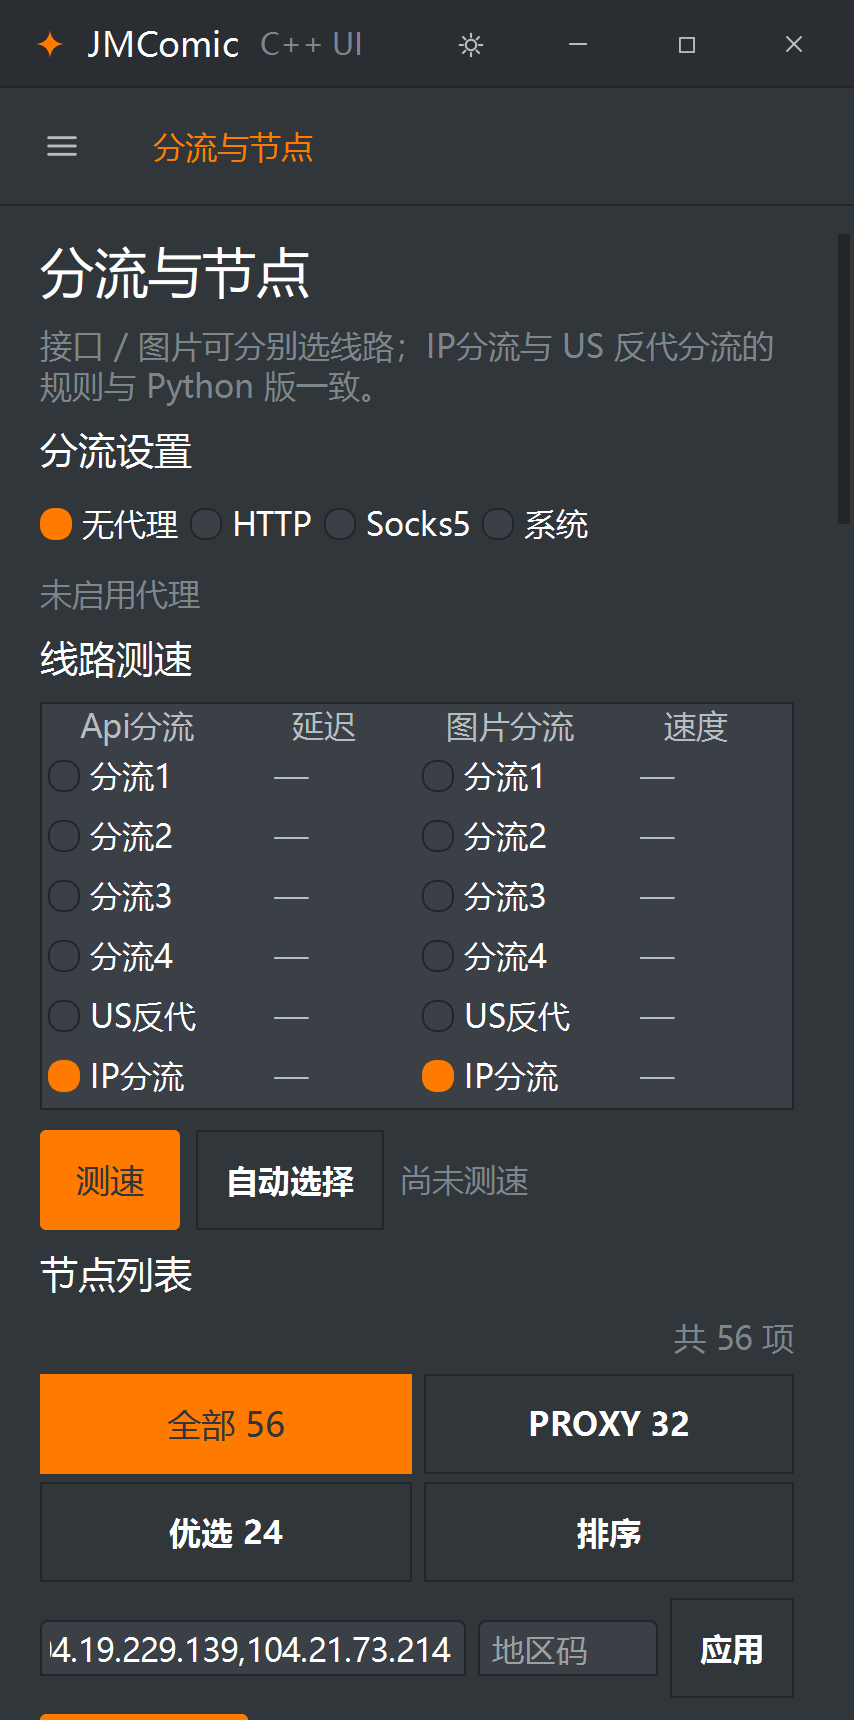 JMComic C++ UI
分流与节点
分流与节点
接口 / 图片可分别选线路；IP分流与 US 反代分流的
规则与 Python 版一致。
分流设置
无代理 HTTP Socks5 系统
未启用代理
线路测速
Api分流 延迟 图片分流 速度
分流1 — 分流1 —
分流2 — 分流2 —
分流3 — 分流3 —
分流4 — 分流4 —
US反代 — US反代 —
IP分流 — IP分流 —
测速 自动选择 尚未测速
节点列表
共 56 项
全部 56 PROXY 32
优选 24 排序
4.19.229.139,104.21.73.214 地区码 应用